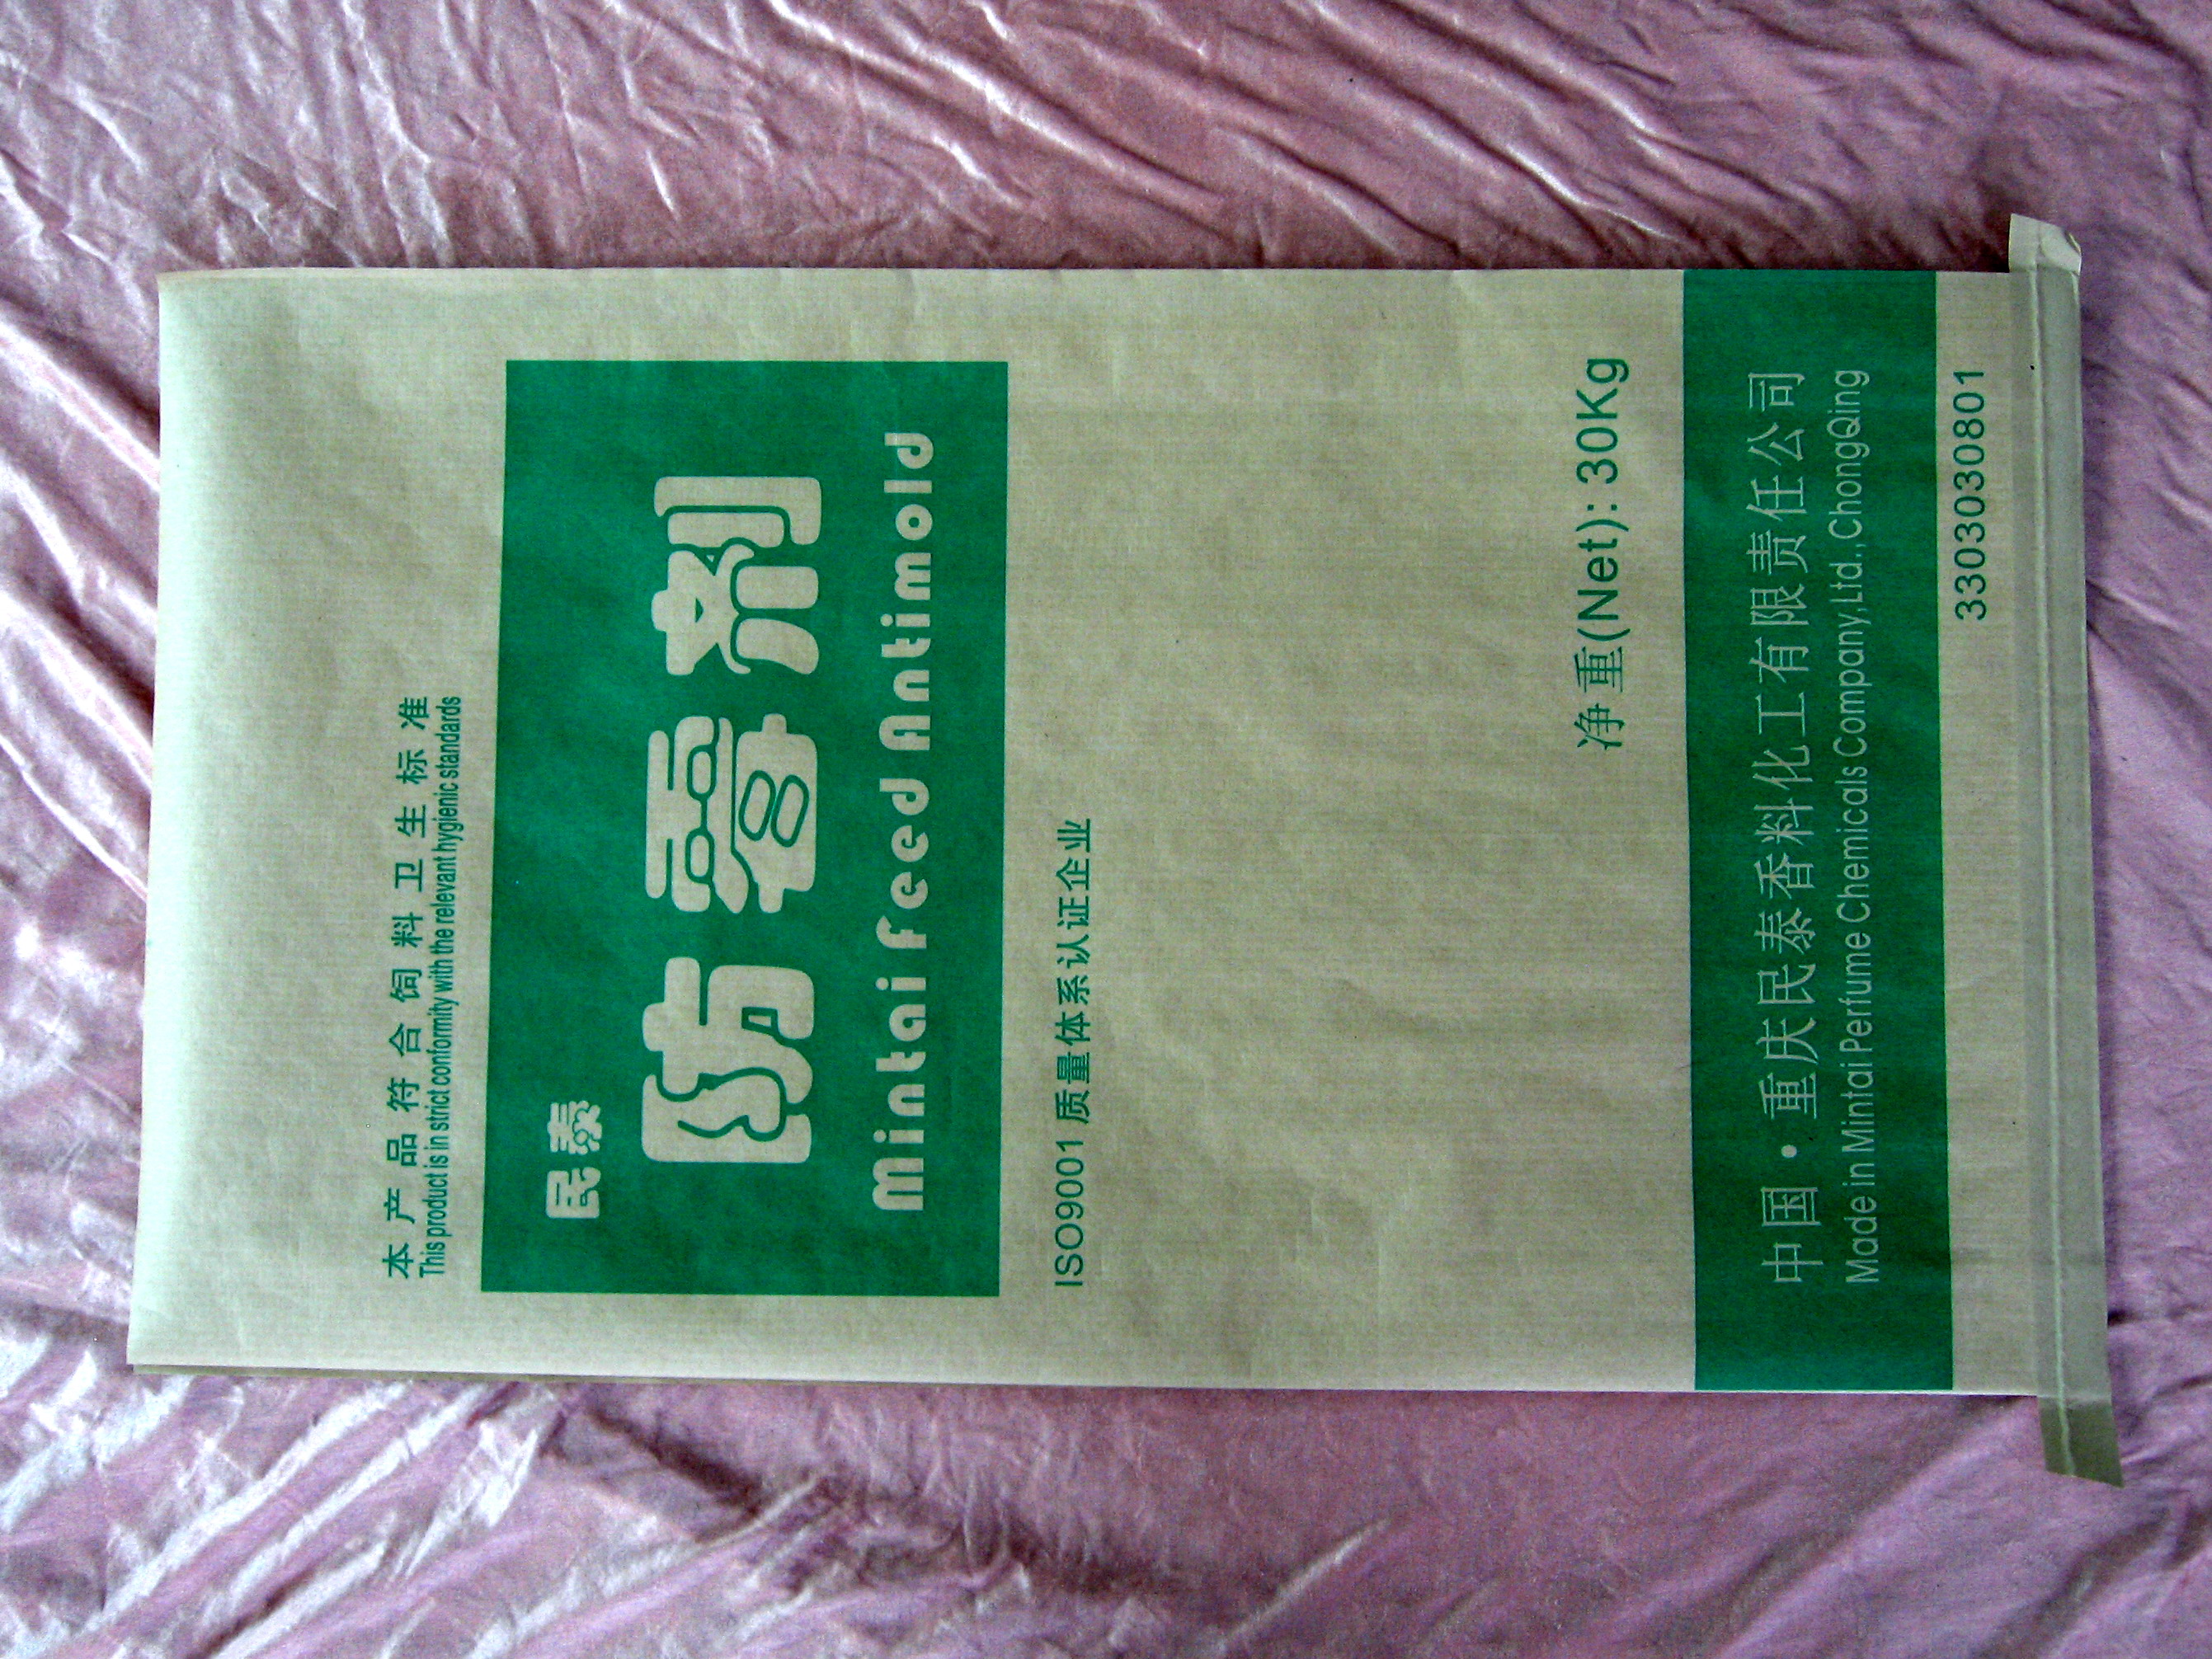 本产品符合饲料卫生标准
This product is in strict conformity with the relevant hygienic standards
民泰
防霉剂
Mintai Feed Antimold
ISO9001 质量体系认证企业
净重(Net): 30Kg
中国·重庆民泰香料化工有限责任公司
Made in Mintai Perfume Chemicals Company,Ltd.,ChongQing
3303030801